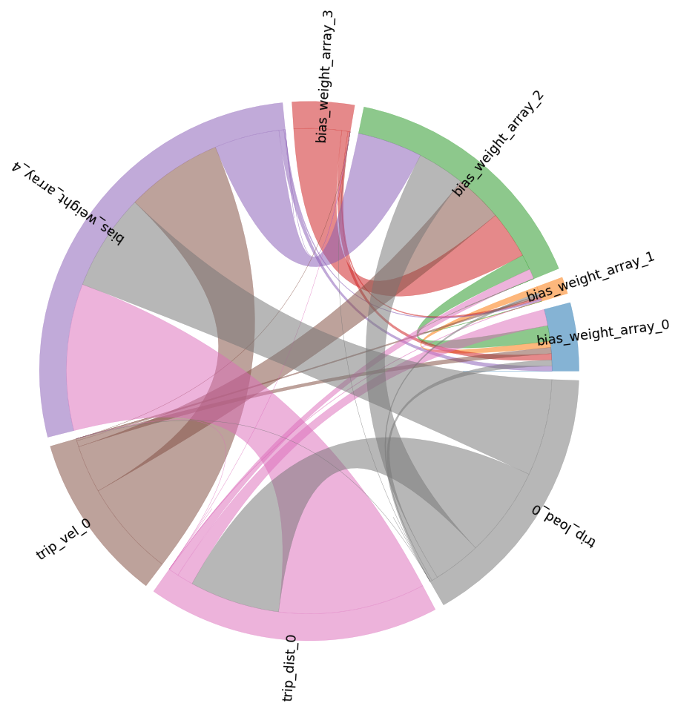 bias_weight_array_3
bias_weight_array_2
bias_weight_array_4
bias_weight_array_1
bias_weight_array_0
trip_load_0
trip_vel_0
trip_dist_0